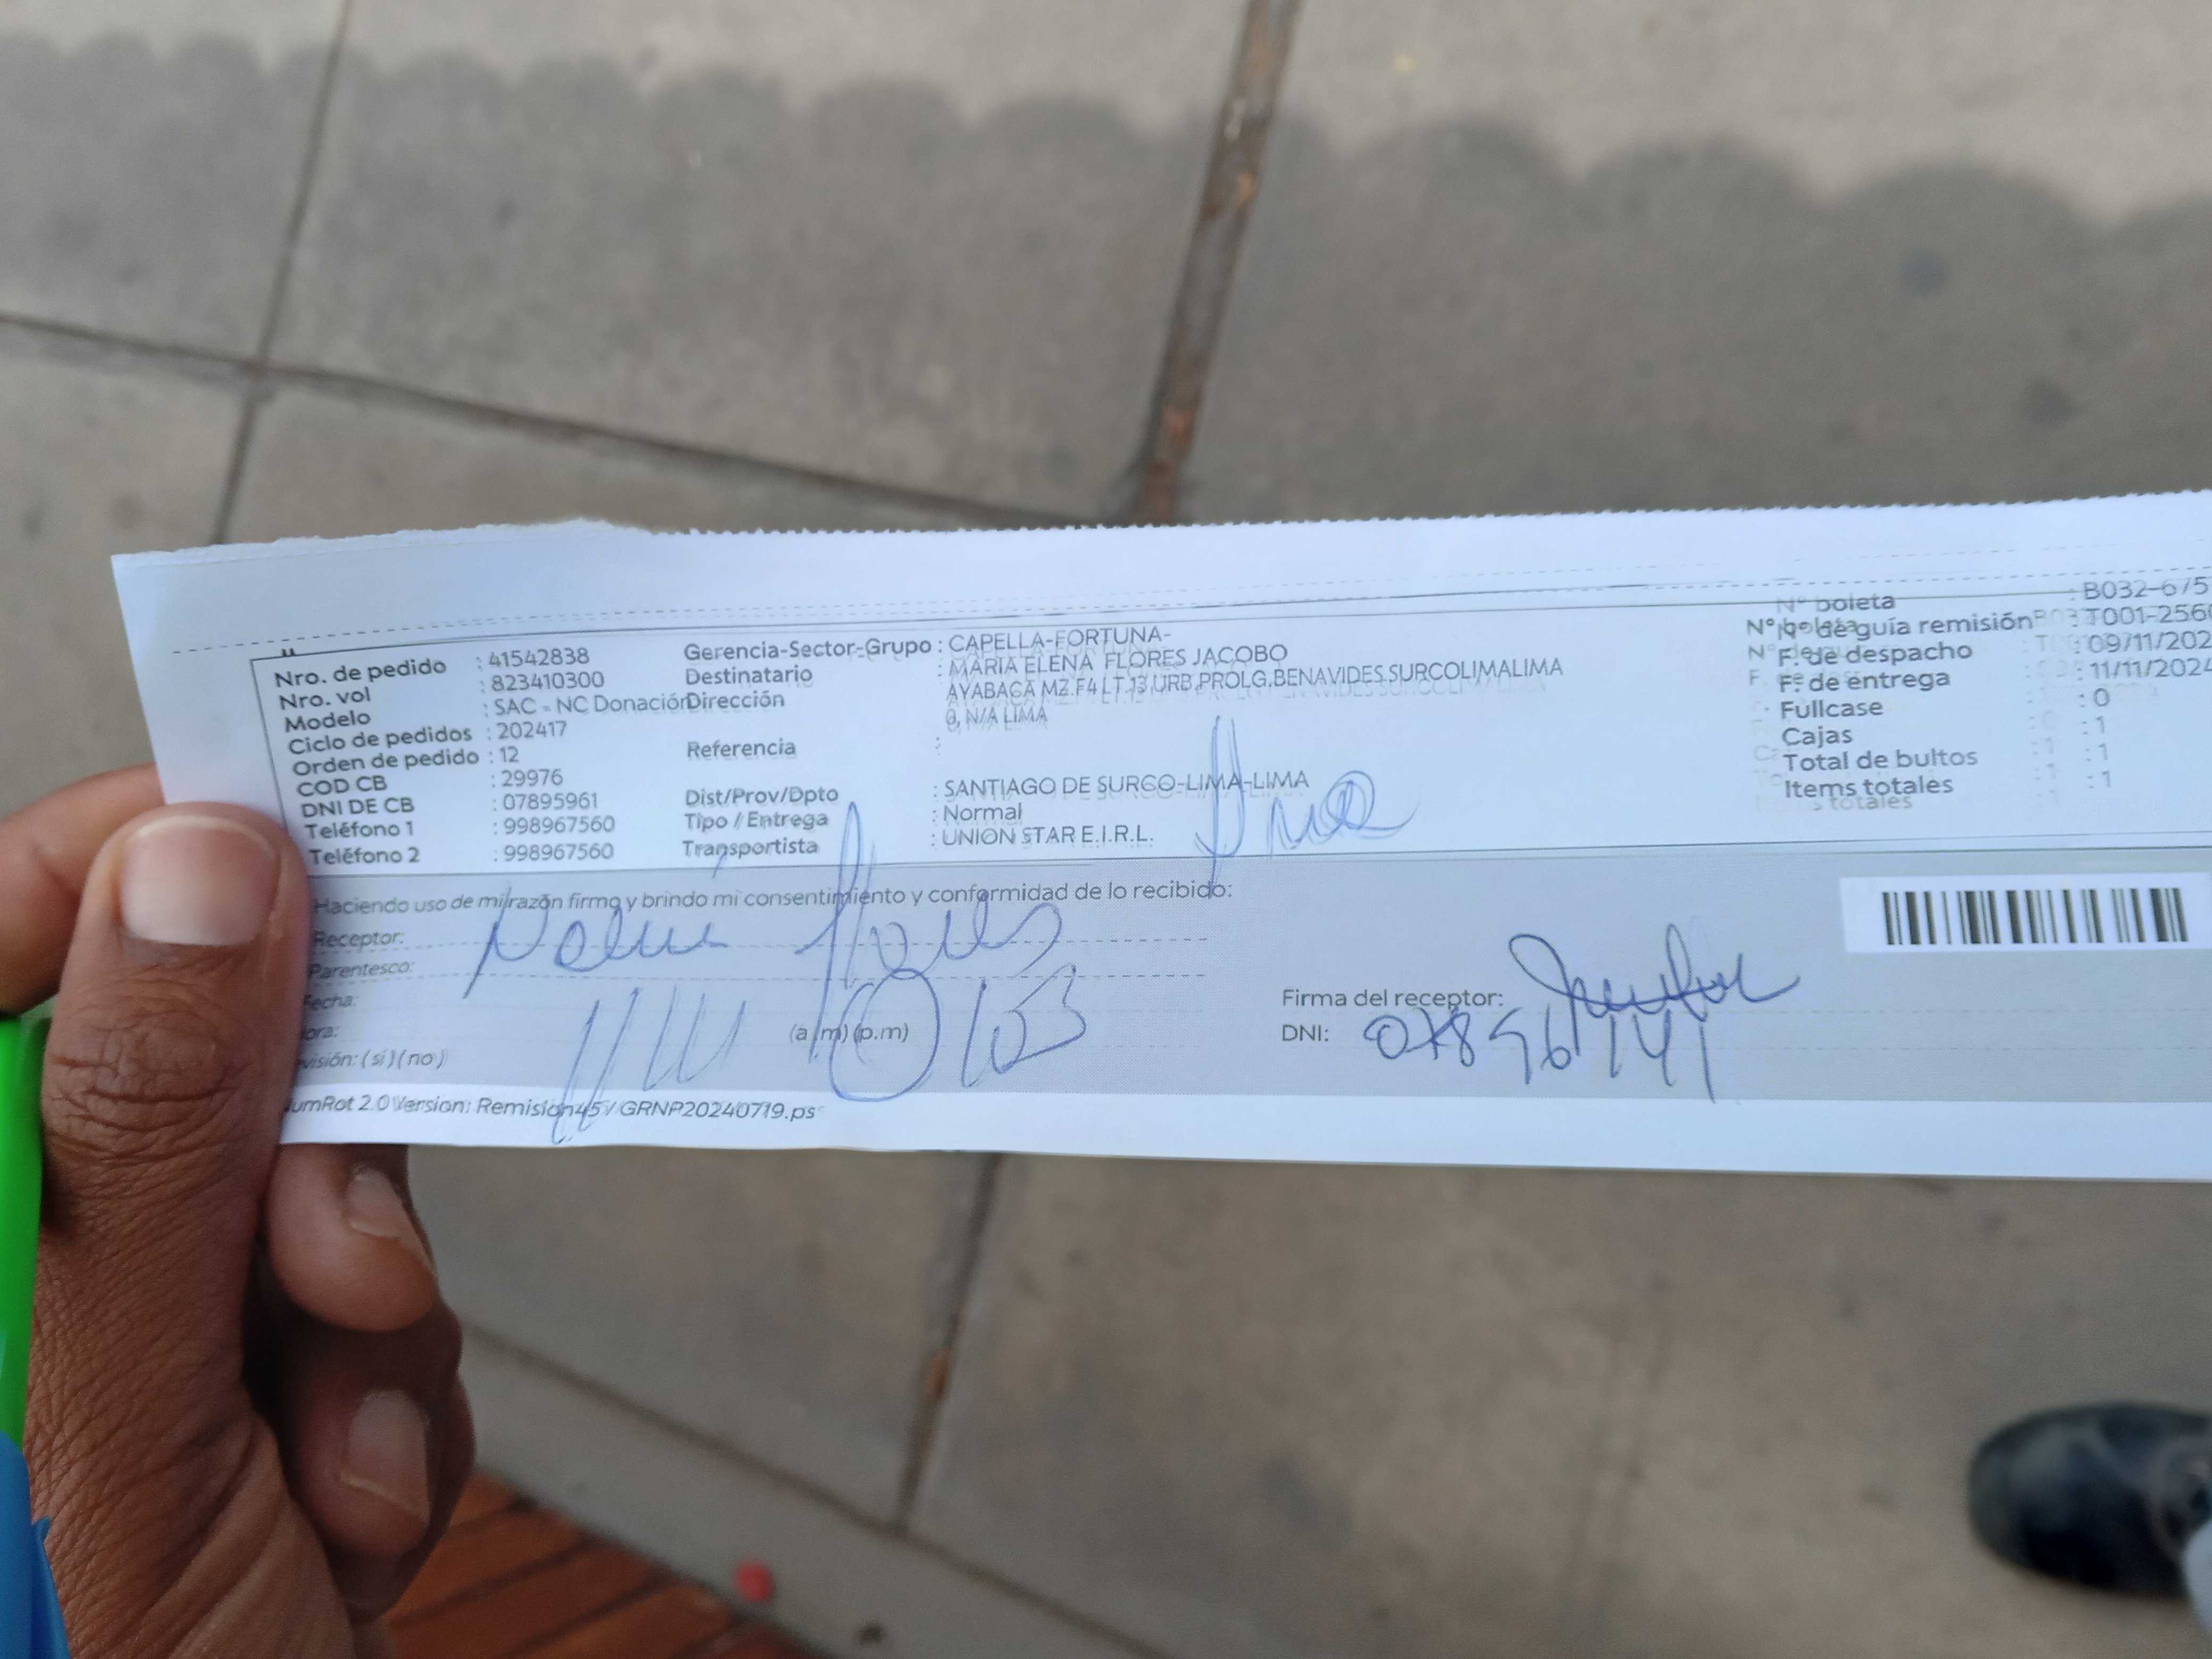 Nro. de pedido : 41542838
Nro. vol : 823410300
Modelo : SAC - NC Donación
Ciclo de pedidos : 202417
Orden de pedido : 12
COD CB : 29976
DNI DE CB : 07895961
Teléfono 1 : 998967560
Teléfono 2 : 998967560
Gerencia-Sector-Grupo : CAPELLA-FORTUNA-
Destinatario : MARIA ELENA FLORES JACOBO
Dirección : AYABACA MZ.F4 LT.13 URB.PROLG.BENAVIDES.SURCOLIMALIMA
0, N/A LIMA
Referencia :
Dist/Prov/Dpto : SANTIAGO DE SURCO-LIMA-LIMA
Tipo / Entrega : Normal
Transportista : UNION STAR E.I.R.L.
N° boleta : B032-675
N° de guía remisión : T001-256
F. de despacho : 09/11/202
F. de entrega : 11/11/2024
Fullcase : 0
Cajas : 1
Total de bultos : 1
Items totales : 1
Haciendo uso de mi razón firmo y brindo mi consentimiento y conformidad de lo recibido:
Receptor: Flores
Parentesco:
Fecha:
ora:
(a.m) (p.m)
visión: (si) (no)
Firma del receptor:
DNI:
umRot 2.0 Version: Remision45 / GRNP20240719.ps